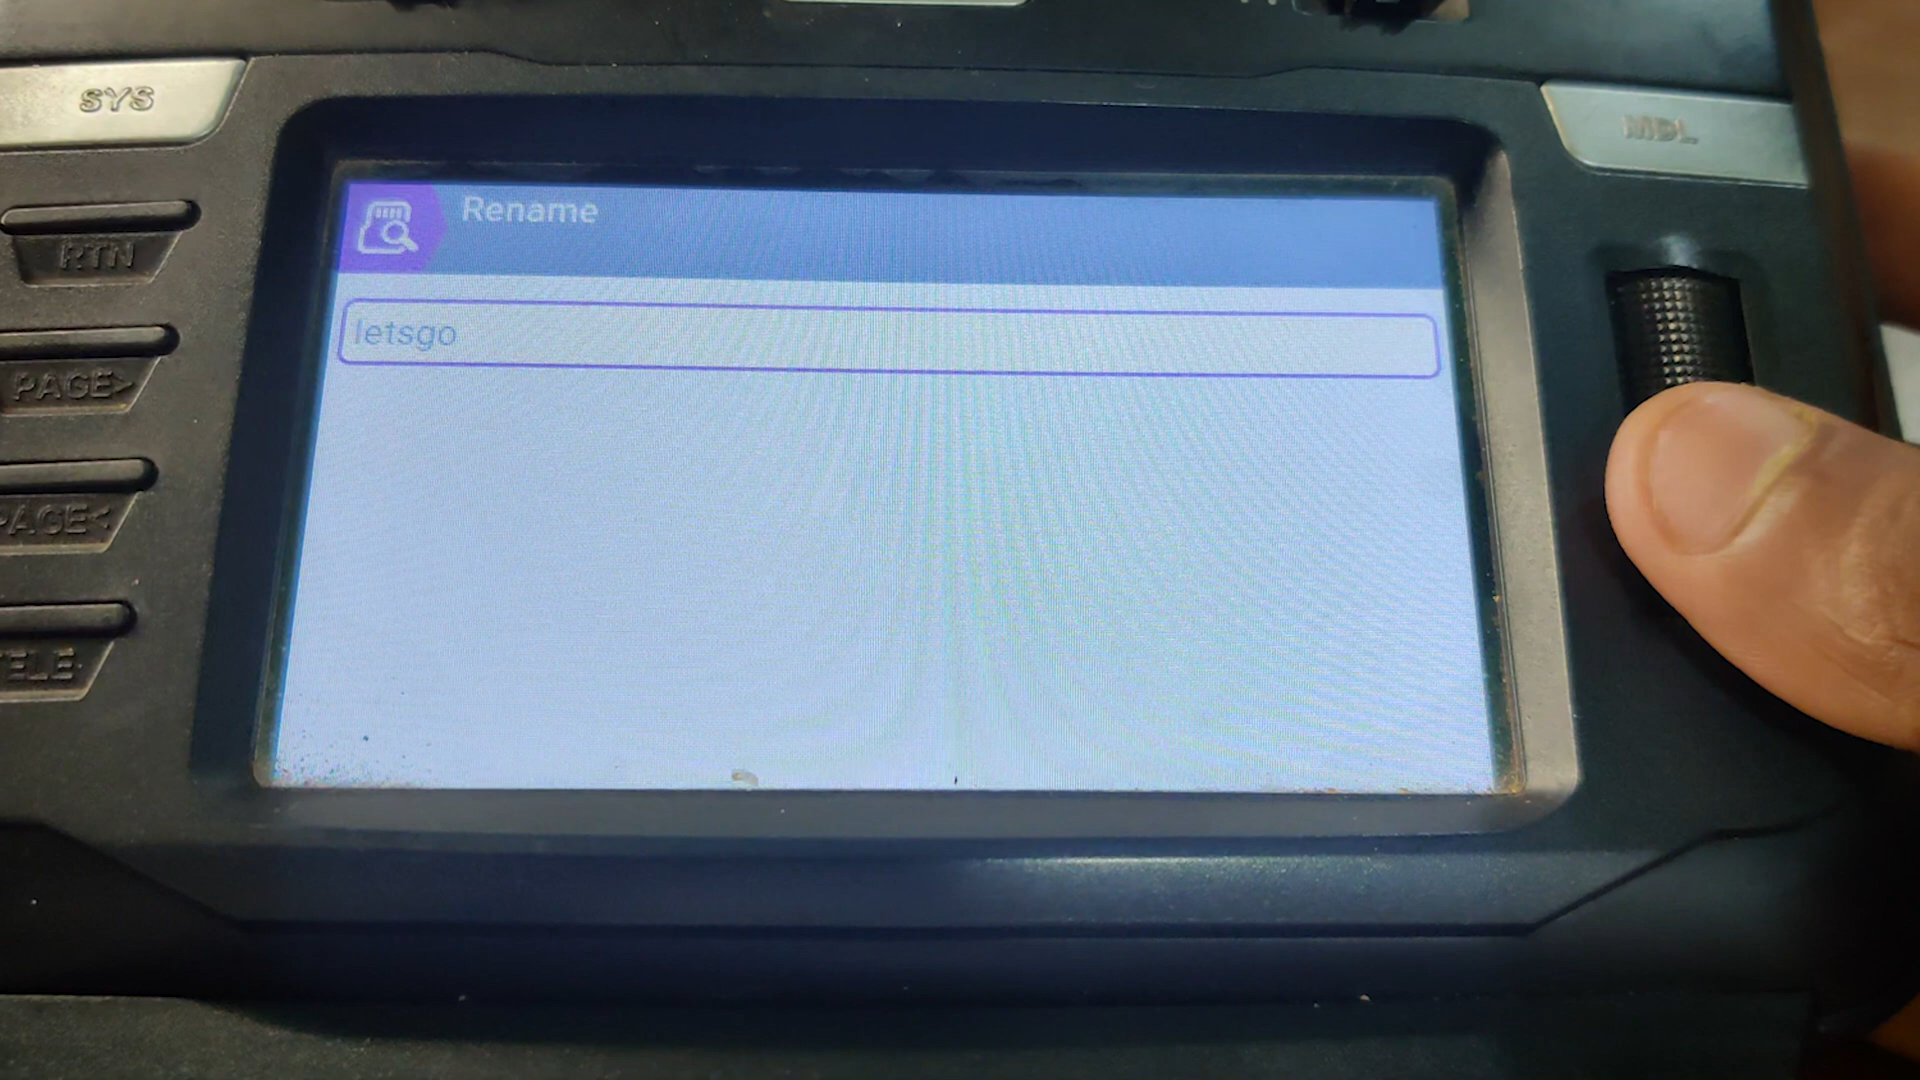 SYS
MDL
Rename
RTN
letsgo
PAGE>
PAGE<
TELE